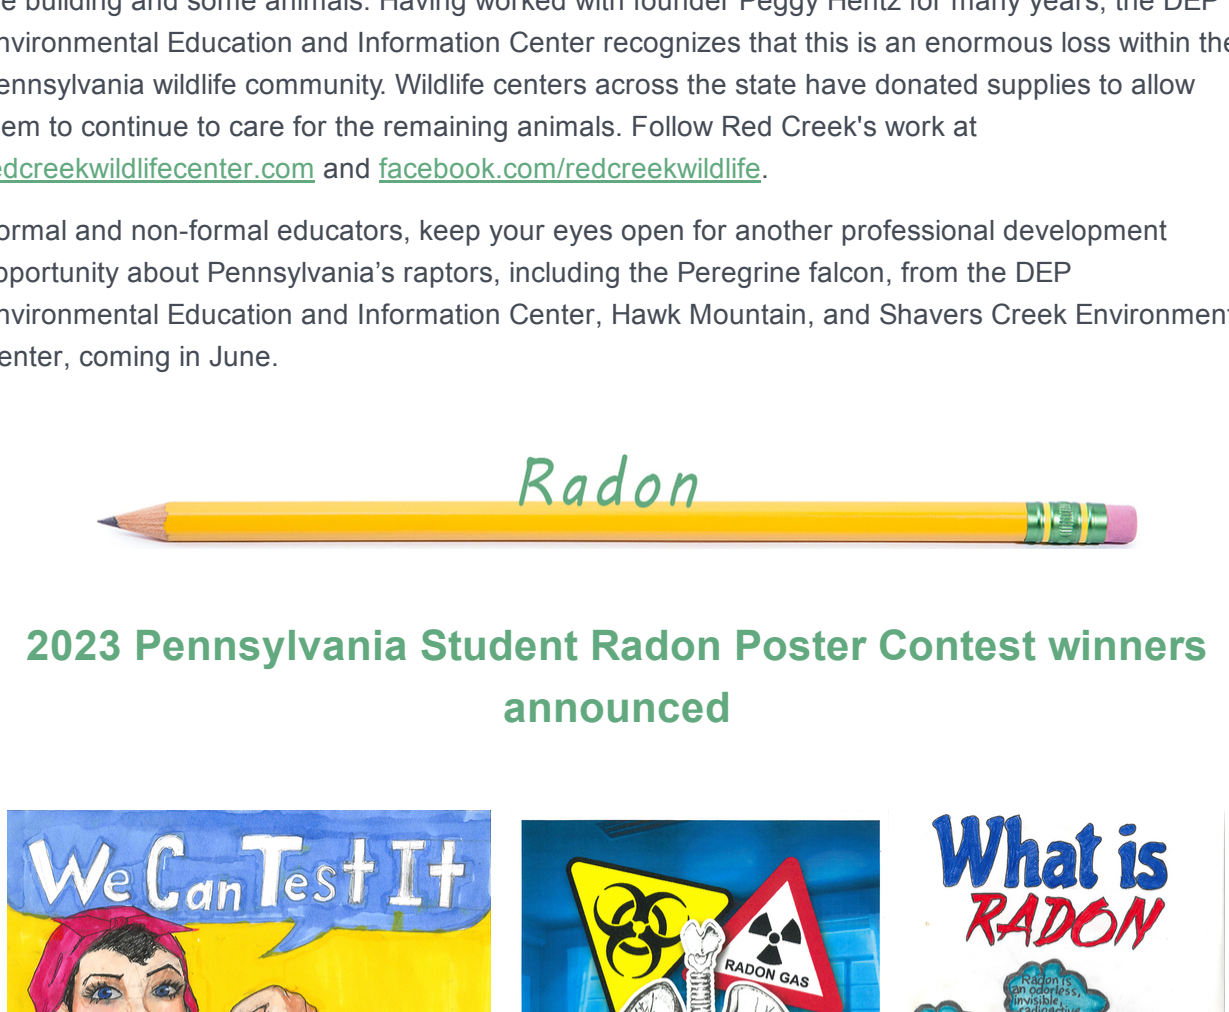 building and some animals. Having worked with founder Peggy Hentz for many years, the DEP
Environmental Education and Information Center recognizes that this is an enormous loss within the
Pennsylvania wildlife community. Wildlife centers across the state have donated supplies to allow
em to continue to care for the remaining animals. Follow Red Creek's work at
edcreekwildlifecenter.com and facebook.com/redcreekwildlife.
ormal and non-formal educators, keep your eyes open for another professional development
pportunity about Pennsylvania’s raptors, including the Peregrine falcon, from the DEP
nvironmental Education and Information Center, Hawk Mountain, and Shavers Creek Environment
enter, coming in June.
Radon
2023 Pennsylvania Student Radon Poster Contest winners
announced
We Can Test It
RADON GAS
What is
RADON
Radon is
an odorless,
invisible,
radioactive